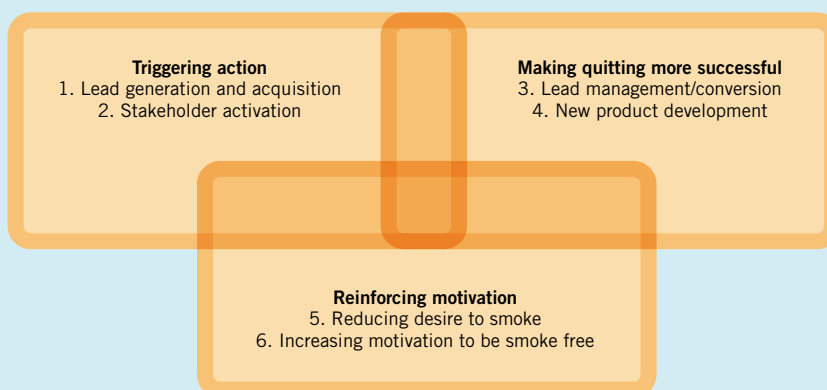 Triggering action
1. Lead generation and acquisition
2. Stakeholder activation
Making quitting more successful
3. Lead management/conversion
4. New product development
Reinforcing motivation
5. Reducing desire to smoke
6. Increasing motivation to be smoke free